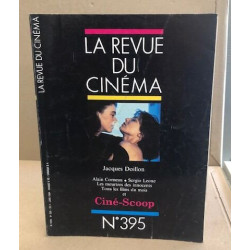 LA REVUE
DU
CINÉMA
Jacques Doillon
Alain Corneau • Sergio Leone
Les meurtres des innocents
Tous les films du mois
et
Ciné-Scoop
N°395
LA REVUE DU CINÉMA